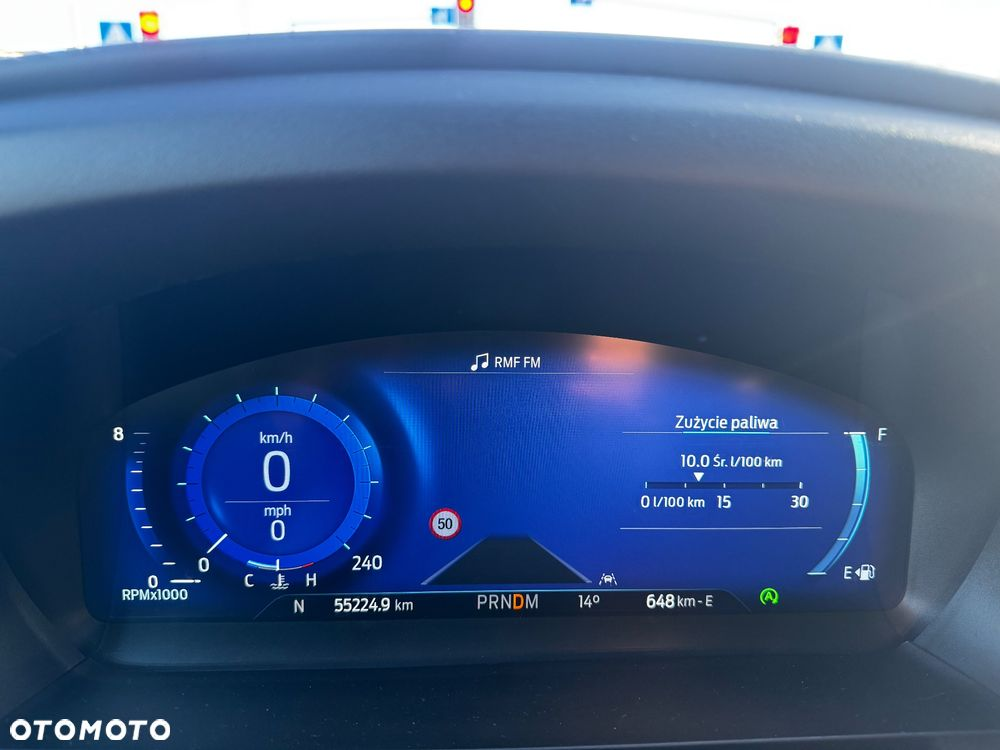 RMF FM
Zużycie paliwa
10.0 Śr. l/100 km
0 l/100 km 15 30
F
E
8
0
RPMx1000
km/h
0
mph
0
0
240
C H
50
N 55224.9 km PRNDM 14° 648 km - E
A
OTOMOTO